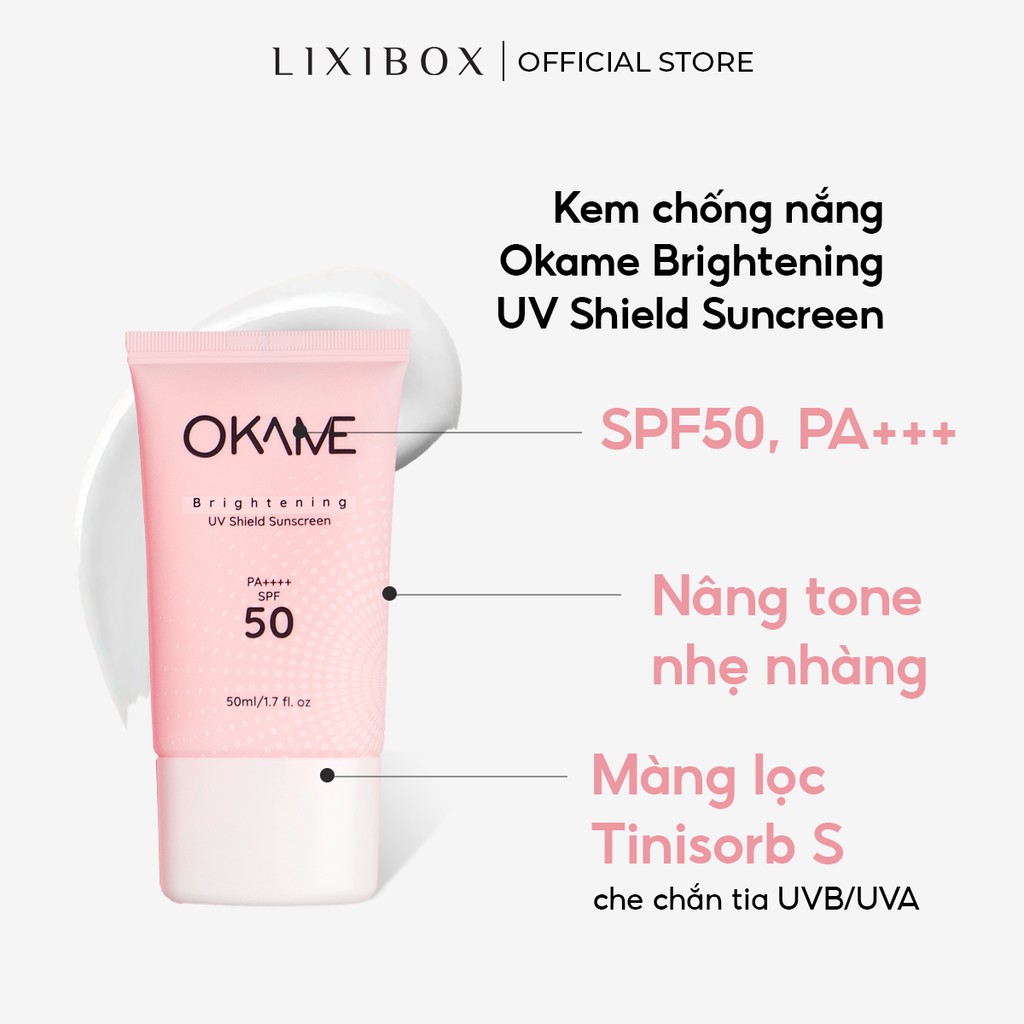 LIXIBOX | OFFICIAL STORE
Kem chống nắng
Okame Brightening
UV Shield Suncreen
OKAME
Brightening
UV Shield Sunscreen
PA++++
SPF
50
50ml/1.7 fl. oz
SPF50, PA+++
Nâng tone
nhẹ nhàng
Màng lọc
Tinisorb S
che chắn tia UVB/UVA